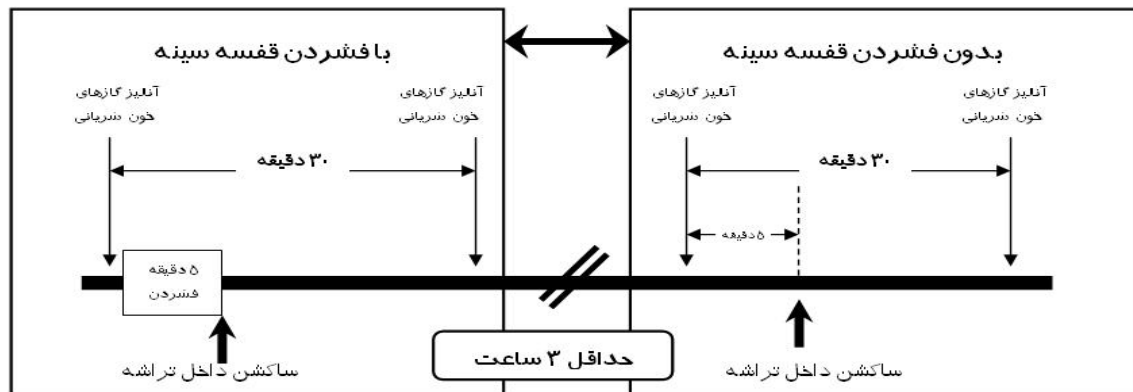 بدون فشردن قفسه سینه
آنالیز گازهای
خون شریانی
آنالیز گازهای
خون شریانی
۳۰ دقیقه
۵ دقیقه
ساکشن داخل تراشه
حداقل ۳ ساعت
با فشردن قفسه سینه
آنالیز گازهای
خون شریانی
آنالیز گازهای
خون شریانی
۳۰ دقیقه
۵ دقیقه
فشردن
ساکشن داخل تراشه